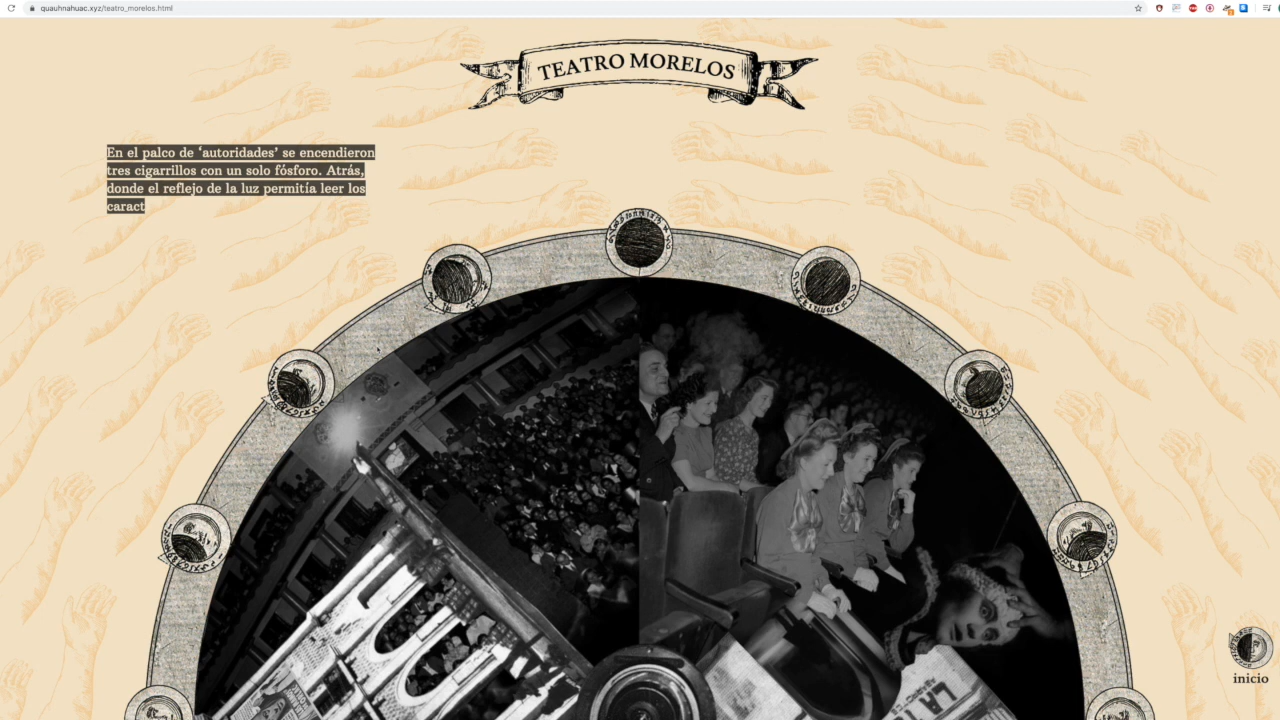 quauhnahuac.xyz/teatro_morelos.html
TEATRO MORELOS
En el palco de ‘autoridades’ se encendieron
tres cigarrillos con un solo fósforo. Atrás,
donde el reflejo de la luz permitía leer los
caract
LA
inicio